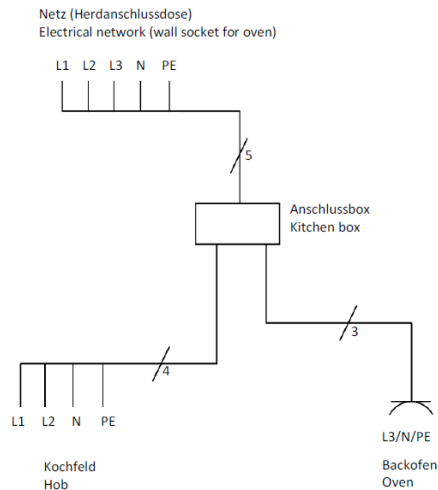 Netz (Herdanschlussdose)
Electrical network (wall socket for oven)
L1 L2 L3 N PE
5
Anschlussbox
Kitchen box
3
4
L1 L2 N PE
L3/N/PE
Kochfeld
Hob
Backofen
Oven